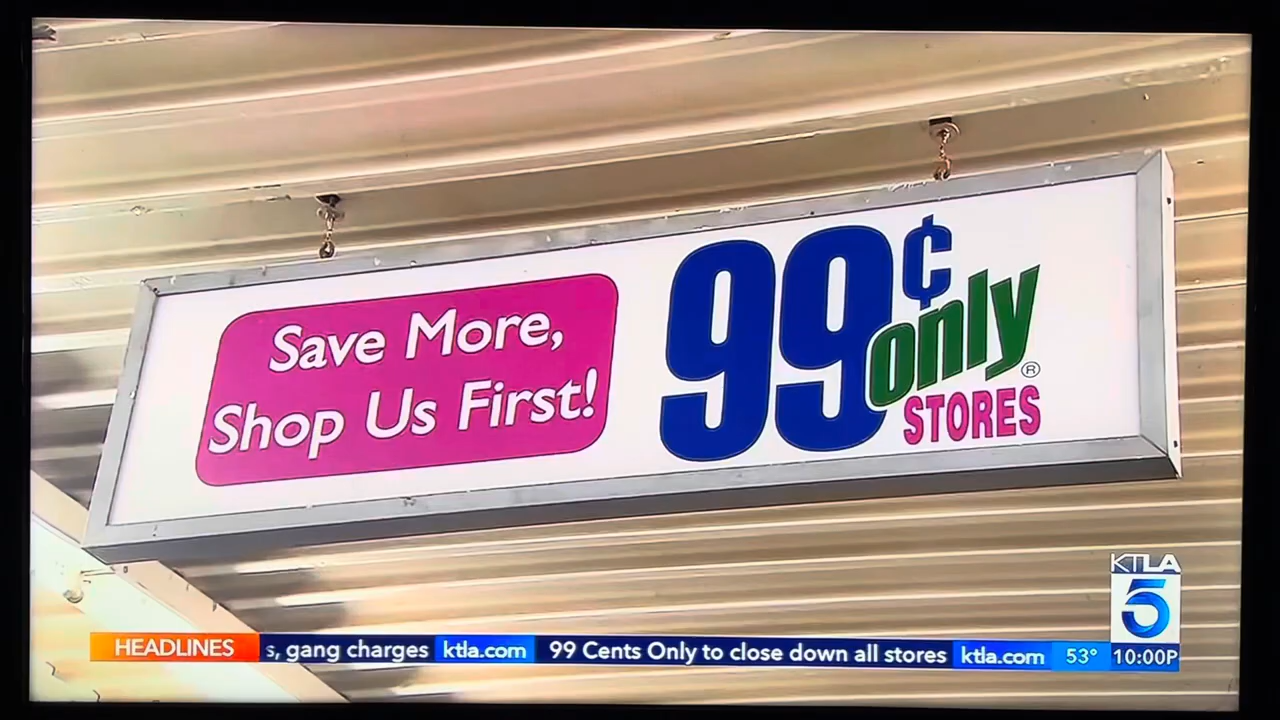 Save More,
Shop Us First!
99¢
only®
STORES
KTLA
5
HEADLINES s, gang charges ktla.com 99 Cents Only to close down all stores ktla.com 53° 10:00P